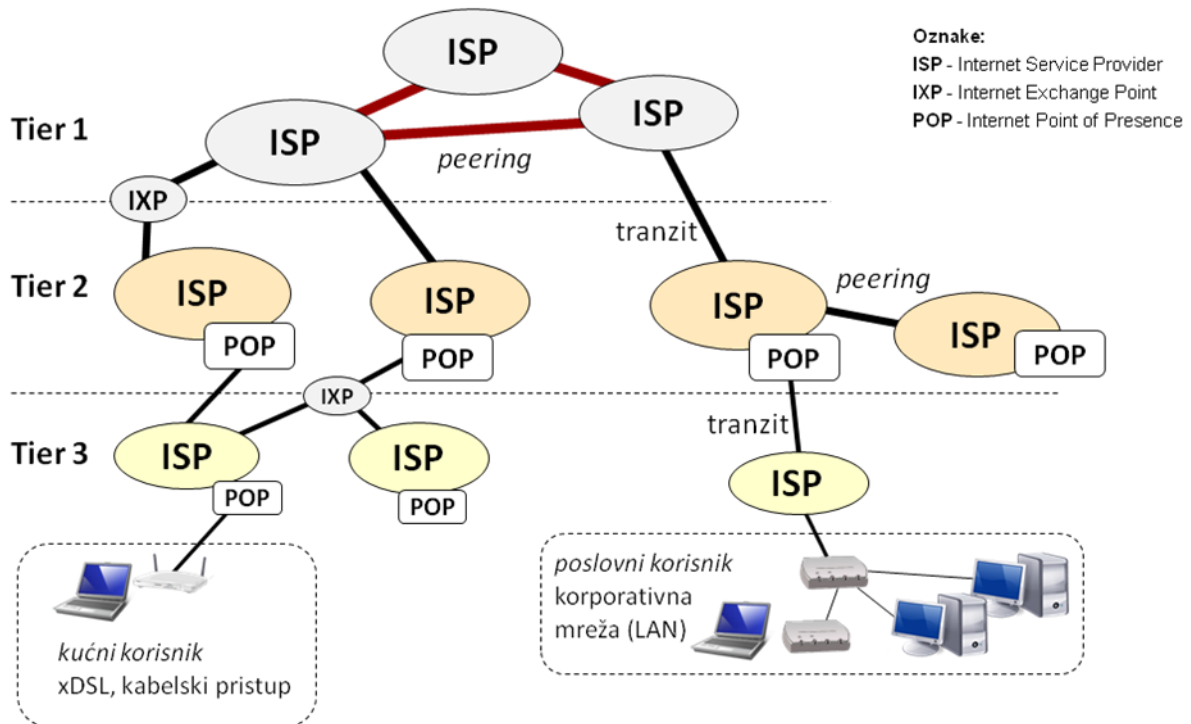 ISP
Oznake:
ISP - Internet Service Provider
IXP - Internet Exchange Point
POP - Internet Point of Presence
Tier 1
ISP
ISP
peering
IXP
tranzit
Tier 2
ISP
ISP
ISP
peering
ISP
POP
POP
POP
POP
IXP
tranzit
Tier 3
ISP
ISP
ISP
POP
POP
poslovni korisnik
korporativna
mreža (LAN)
kućni korisnik
xDSL, kabelski pristup